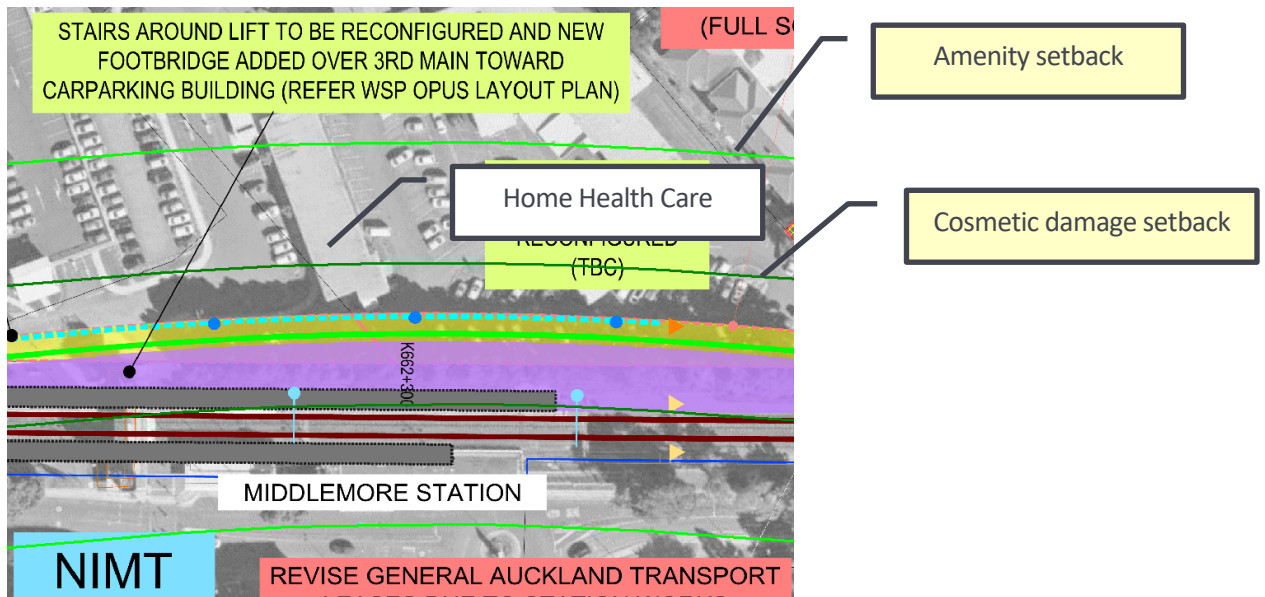 STAIRS AROUND LIFT TO BE RECONFIGURED AND NEW
FOOTBRIDGE ADDED OVER 3RD MAIN TOWARD
CARPARKING BUILDING (REFER WSP OPUS LAYOUT PLAN)
(FULL
Amenity setback
Home Health Care
Cosmetic damage setback
RECONFIGURED
(TBC)
K662+300
MIDDLEMORE STATION
NIMT
REVISE GENERAL AUCKLAND TRANSPORT